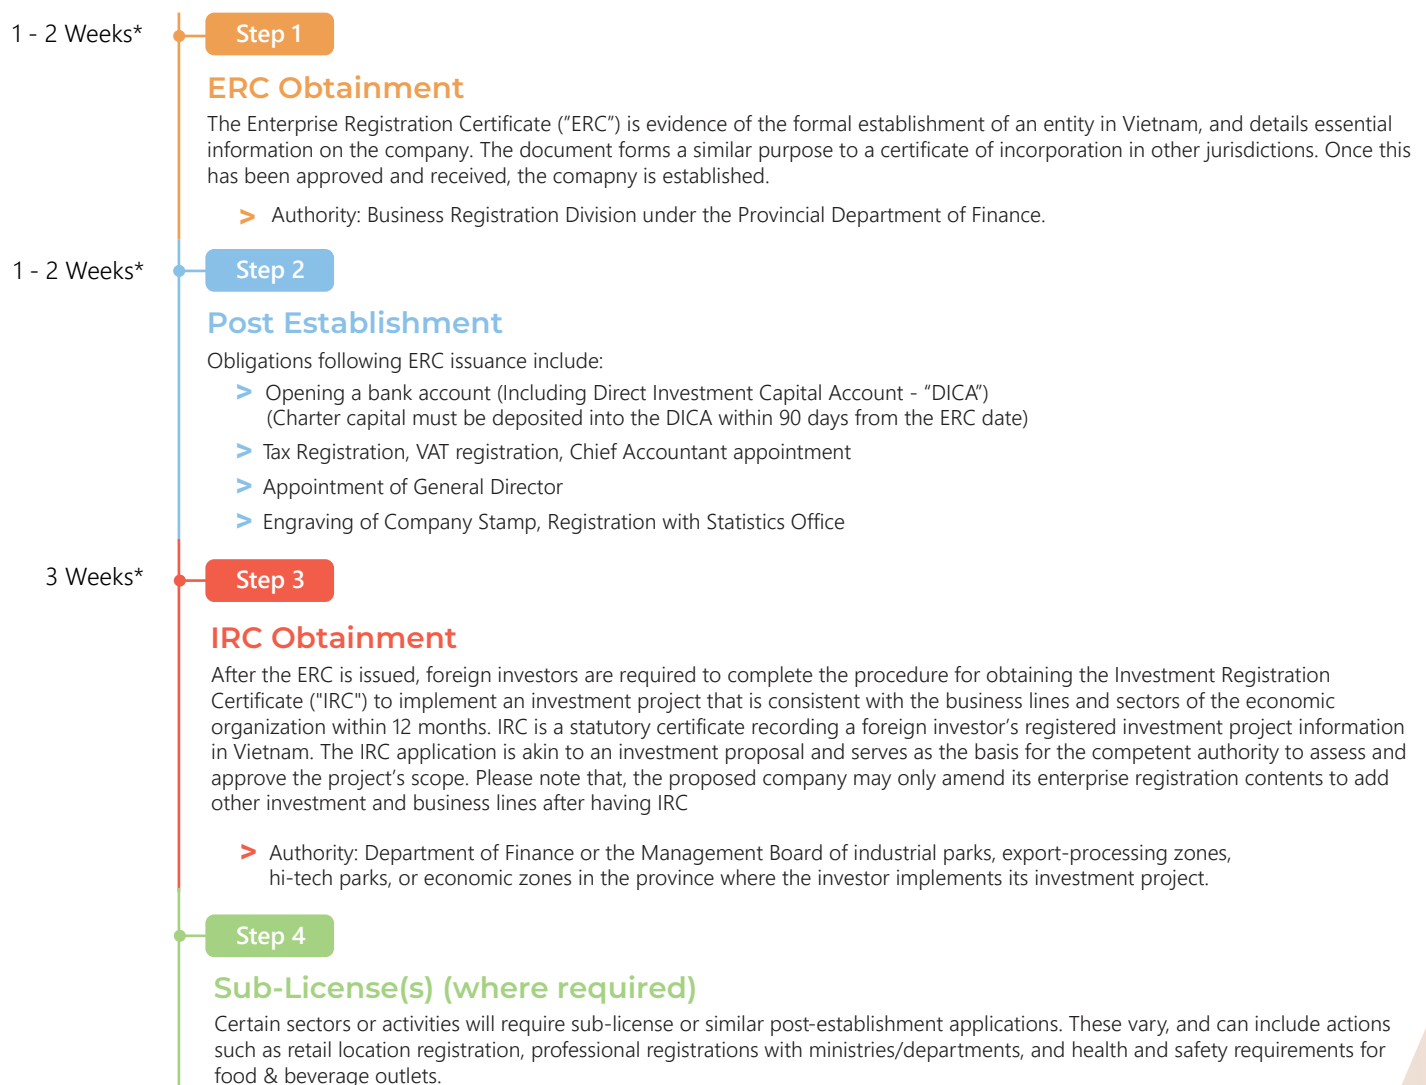 1 - 2 Weeks*
Step 1
ERC Obtainment
The Enterprise Registration Certificate ("ERC") is evidence of the formal establishment of an entity in Vietnam, and details essential
information on the company. The document forms a similar purpose to a certificate of incorporation in other jurisdictions. Once this
has been approved and received, the comapny is established.
> Authority: Business Registration Division under the Provincial Department of Finance.
1 - 2 Weeks*
Step 2
Post Establishment
Obligations following ERC issuance include:
> Opening a bank account (Including Direct Investment Capital Account - “DICA”)
(Charter capital must be deposited into the DICA within 90 days from the ERC date)
> Tax Registration, VAT registration, Chief Accountant appointment
> Appointment of General Director
> Engraving of Company Stamp, Registration with Statistics Office
3 Weeks*
Step 3
IRC Obtainment
After the ERC is issued, foreign investors are required to complete the procedure for obtaining the Investment Registration
Certificate ("IRC") to implement an investment project that is consistent with the business lines and sectors of the economic
organization within 12 months. IRC is a statutory certificate recording a foreign investor’s registered investment project information
in Vietnam. The IRC application is akin to an investment proposal and serves as the basis for the competent authority to assess and
approve the project’s scope. Please note that, the proposed company may only amend its enterprise registration contents to add
other investment and business lines after having IRC
> Authority: Department of Finance or the Management Board of industrial parks, export-processing zones,
hi-tech parks, or economic zones in the province where the investor implements its investment project.
Step 4
Sub-License(s) (where required)
Certain sectors or activities will require sub-license or similar post-establishment applications. These vary, and can include actions
such as retail location registration, professional registrations with ministries/departments, and health and safety requirements for
food & beverage outlets.